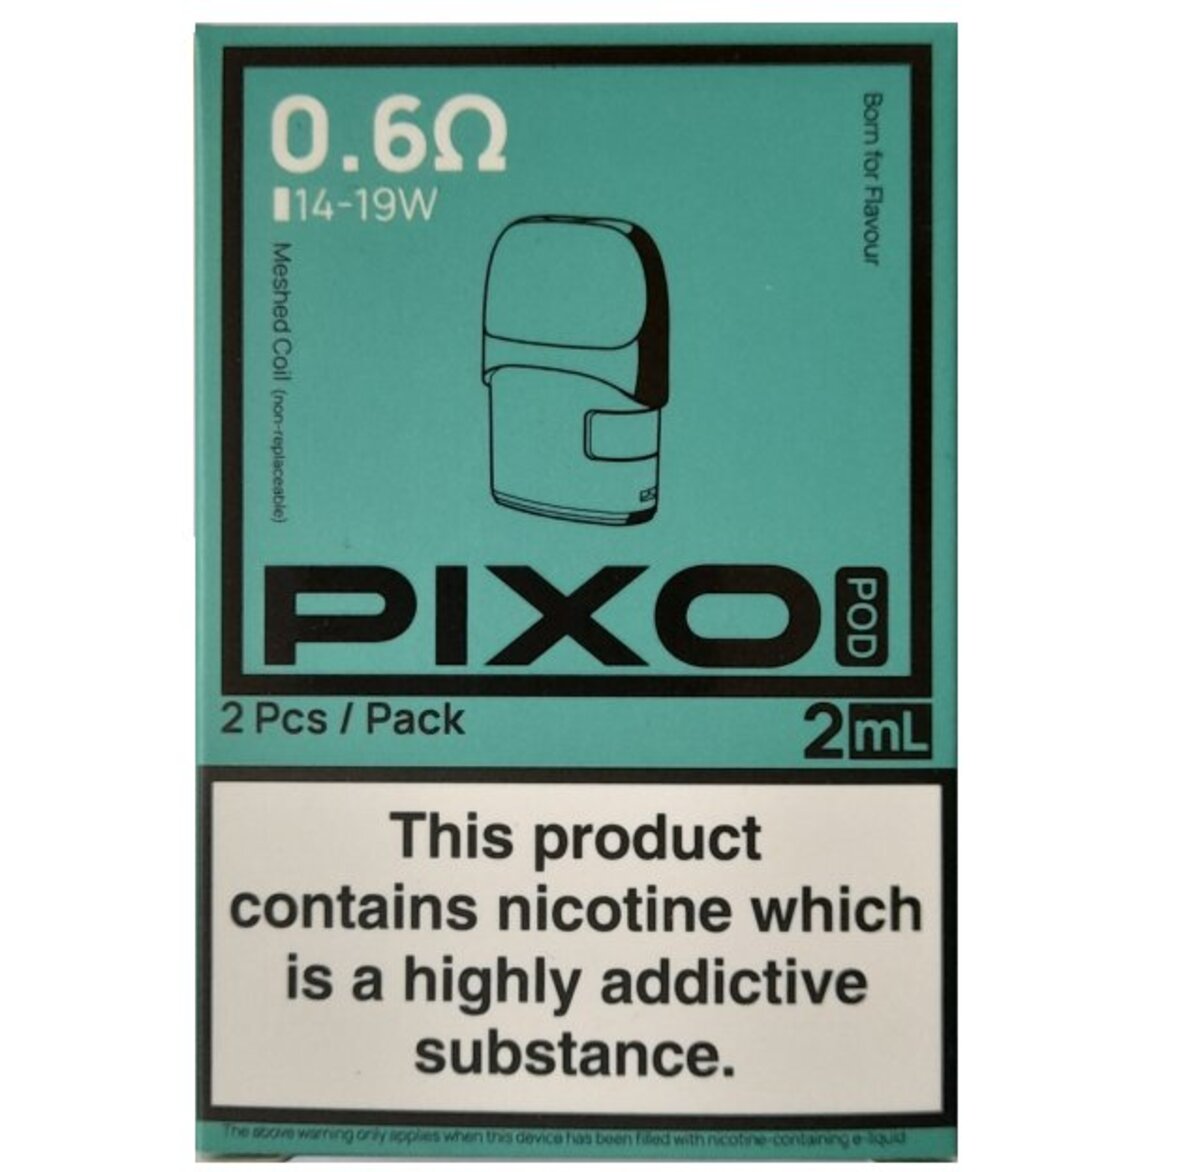 0.6Ω
14-19W
Born for Flavour
Meshed Coil (non-replaceable)
PIXO POD
2 Pcs / Pack
2mL
This product
contains nicotine which
is a highly addictive
substance.
The above warning only applies when this device has been filled with nicotine-containing e-liquid